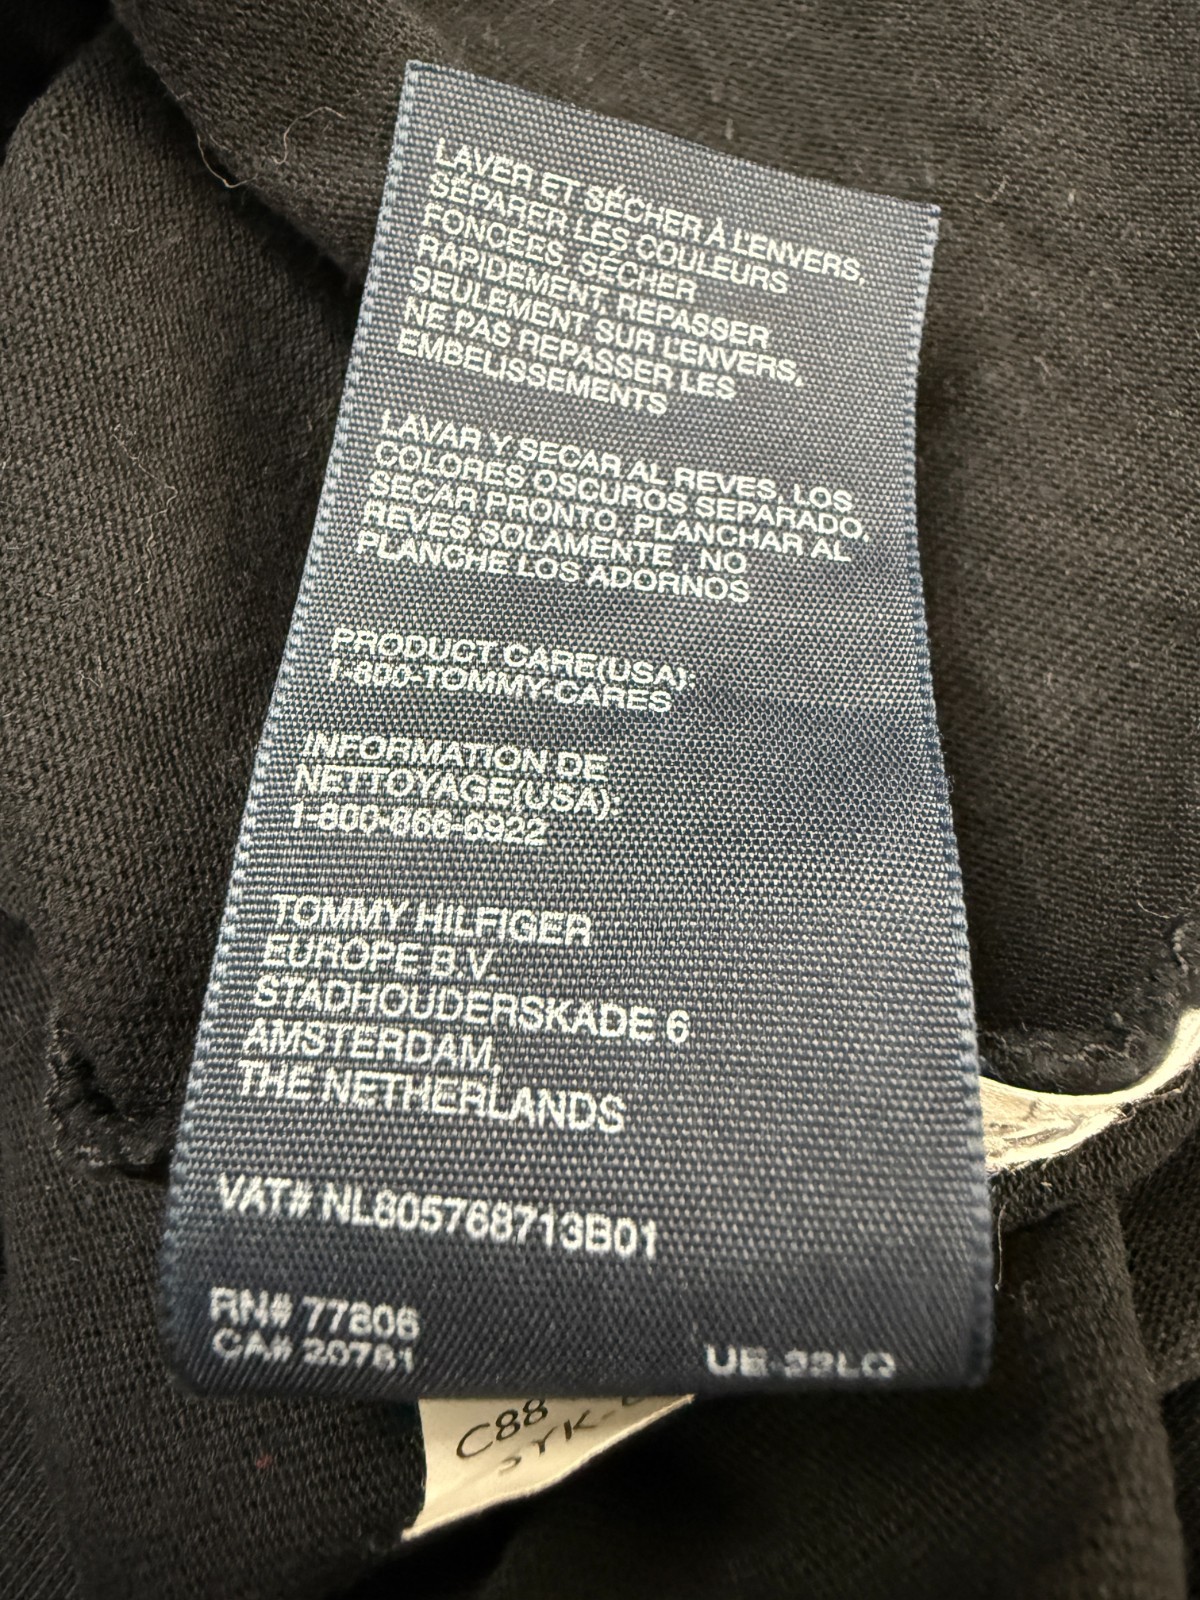 LAVER ET SÉCHER À L'ENVERS,
SÉPARER LES COULEURS
FONCÉES, SÉCHER
RAPIDEMENT, REPASSER
SEULEMENT SUR L'ENVERS,
NE PAS REPASSER LES
EMBELISSEMENTS
LAVAR Y SECAR AL REVES, LOS
COLORES OSCUROS SEPARADO,
SECAR PRONTO, PLANCHAR AL
REVES SOLAMENTE , NO
PLANCHE LOS ADORNOS
PRODUCT CARE(USA):
1-800-TOMMY-CARES
INFORMATION DE
NETTOYAGE(USA):
1-800-866-6922
TOMMY HILFIGER
EUROPE B.V.
STADHOUDERSKADE 6
AMSTERDAM,
THE NETHERLANDS
VAT# NL805768713B01
RN# 77806
CA# 20781
C88